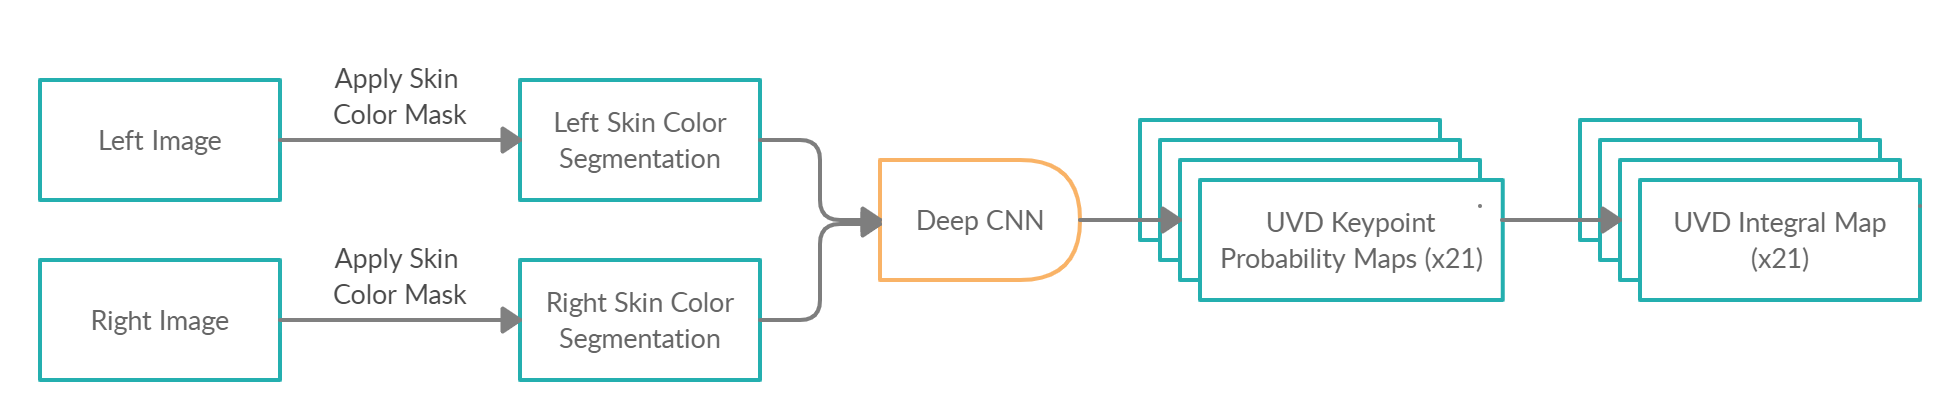 Left Image
Apply Skin
Color Mask
Left Skin Color
Segmentation
Right Image
Apply Skin
Color Mask
Right Skin Color
Segmentation
Deep CNN
UVD Keypoint
Probability Maps (x21)
UVD Integral Map
(x21)